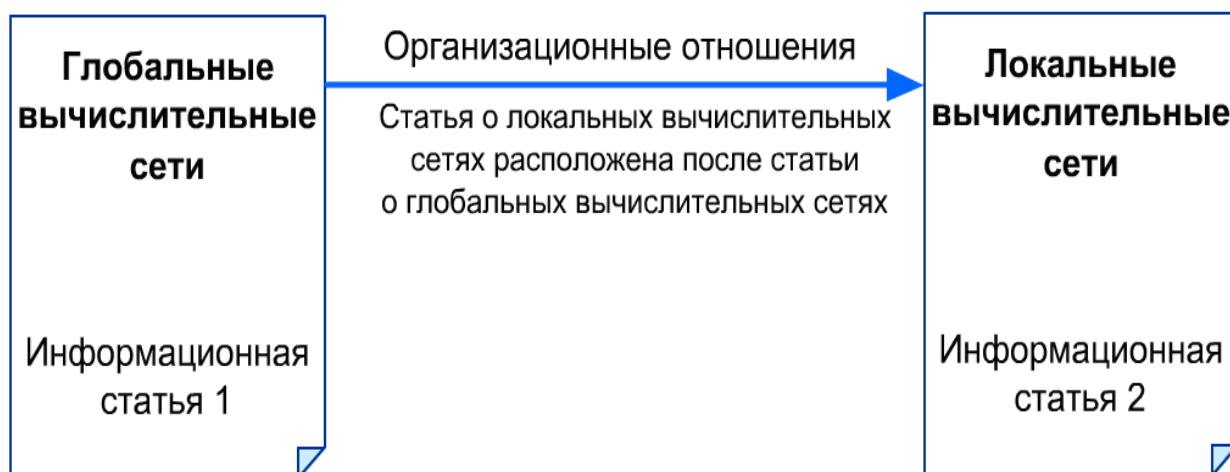 Глобальные
вычислительные
сети
Информационная
статья 1
Организационные отношения
Статья о локальных вычислительных
сетях расположена после статьи
о глобальных вычислительных сетях
Локальные
вычислительные
сети
Информационная
статья 2